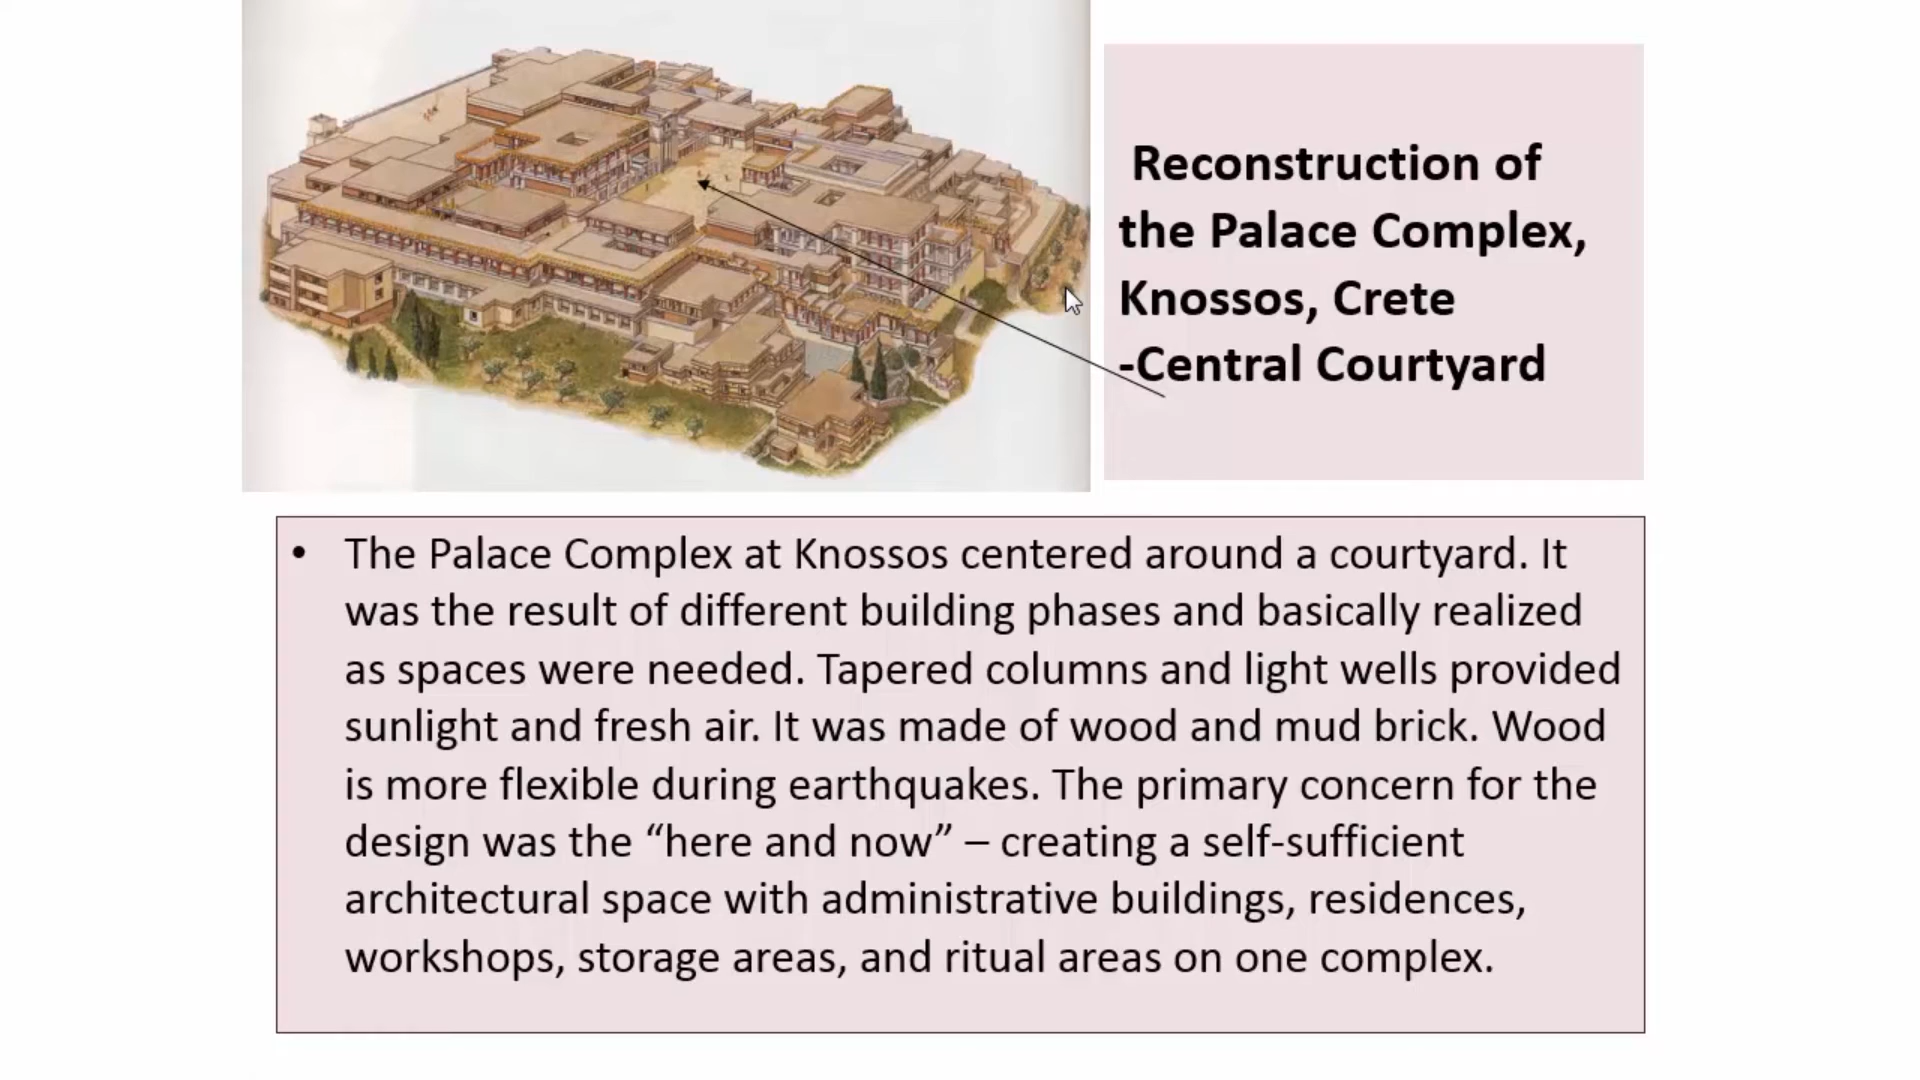 Reconstruction of
the Palace Complex,
Knossos, Crete
-Central Courtyard
• The Palace Complex at Knossos centered around a courtyard. It
was the result of different building phases and basically realized
as spaces were needed. Tapered columns and light wells provided
sunlight and fresh air. It was made of wood and mud brick. Wood
is more flexible during earthquakes. The primary concern for the
design was the “here and now” – creating a self-sufficient
architectural space with administrative buildings, residences,
workshops, storage areas, and ritual areas on one complex.